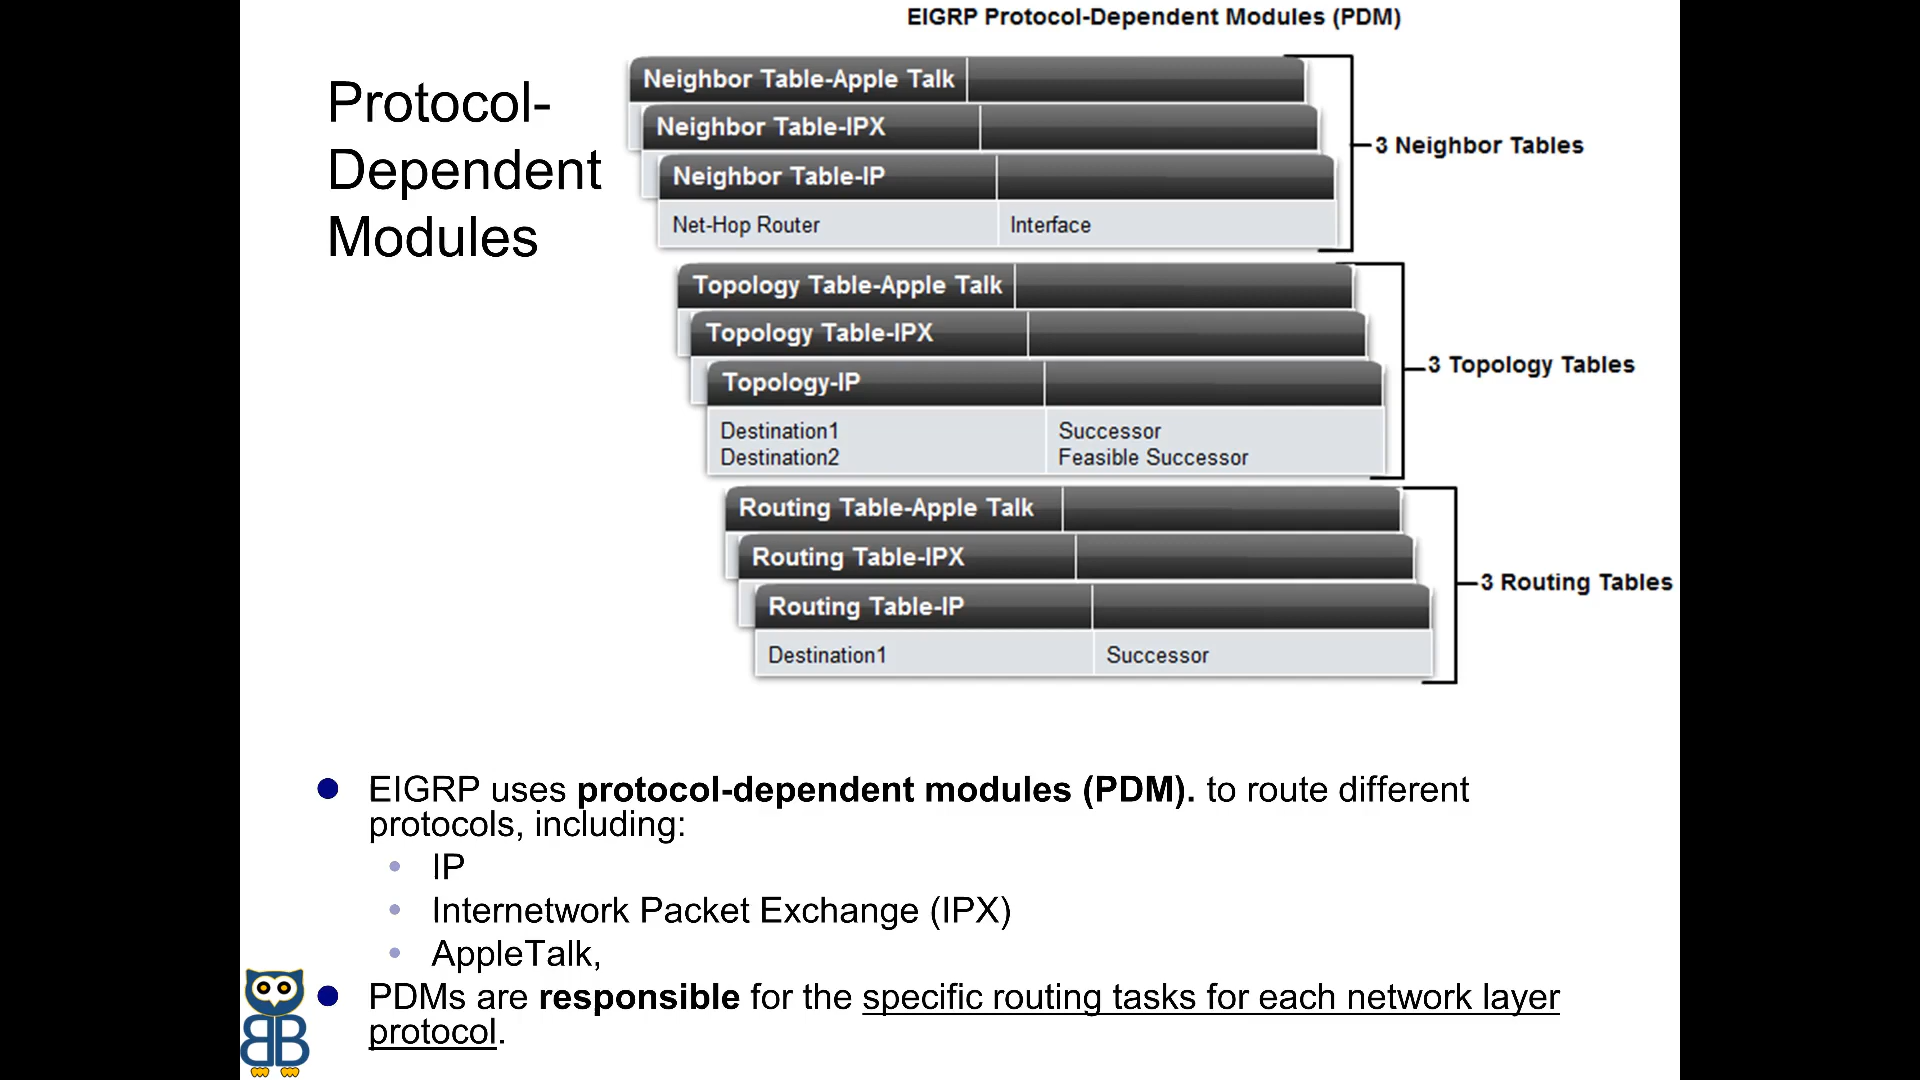 EIGRP Protocol-Dependent Modules (PDM)
Protocol-
Dependent
Modules
Neighbor Table-Apple Talk
Neighbor Table-IPX
Neighbor Table-IP
Net-Hop Router Interface
3 Neighbor Tables
Topology Table-Apple Talk
Topology Table-IPX
Topology-IP
Destination1 Successor
Destination2 Feasible Successor
3 Topology Tables
Routing Table-Apple Talk
Routing Table-IPX
Routing Table-IP
Destination1 Successor
3 Routing Tables
EIGRP uses protocol-dependent modules (PDM). to route different
protocols, including:
IP
Internetwork Packet Exchange (IPX)
AppleTalk,
PDMs are responsible for the specific routing tasks for each network layer
protocol.
BB